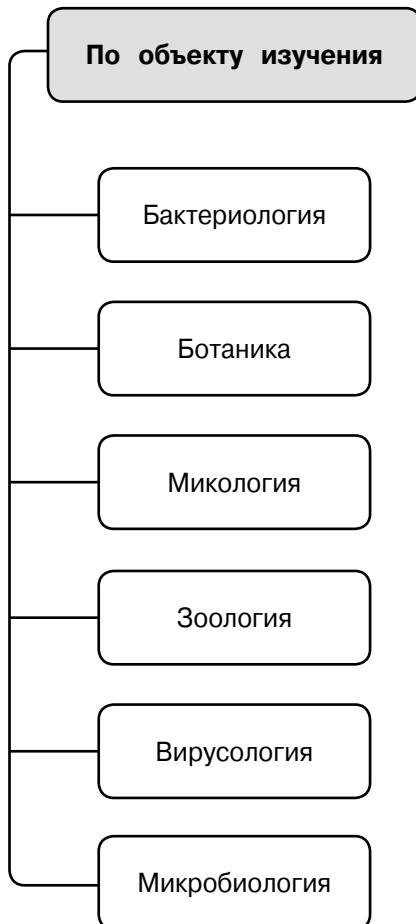 По объекту изучения
Бактериология
Ботаника
Микология
Зоология
Вирусология
Микробиология